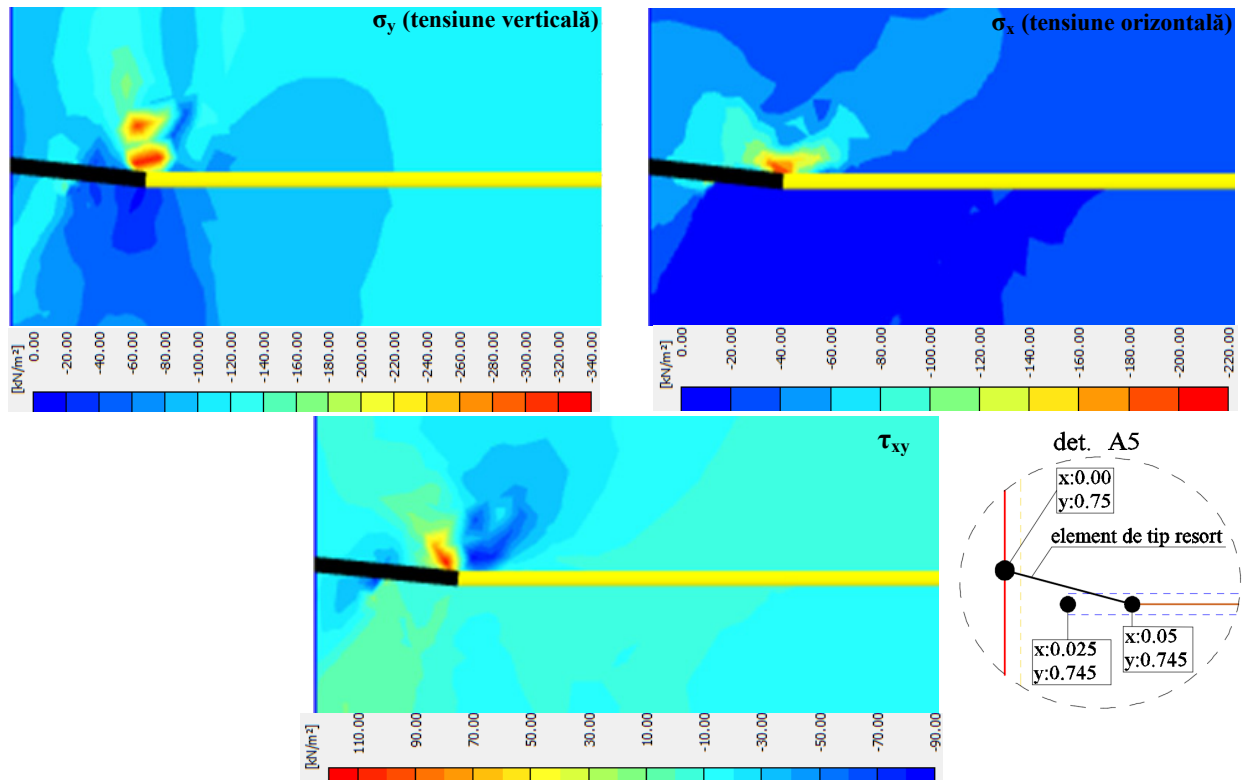 σy (tensiune verticală)
[kN/m²]
0.00
-20.00
-40.00
-60.00
-80.00
-100.00
-120.00
-140.00
-160.00
-180.00
-200.00
-220.00
-240.00
-260.00
-280.00
-300.00
-320.00
-340.00
σx (tensiune orizontală)
[kN/m²]
0.00
-20.00
-40.00
-60.00
-80.00
-100.00
-120.00
-140.00
-160.00
-180.00
-200.00
-220.00
τxy
[kN/m²]
110.00
90.00
70.00
50.00
30.00
10.00
-10.00
-30.00
-50.00
-70.00
-90.00
det. A5
x:0.00
y:0.75
element de tip resort
x:0.025
y:0.745
x:0.05
y:0.745